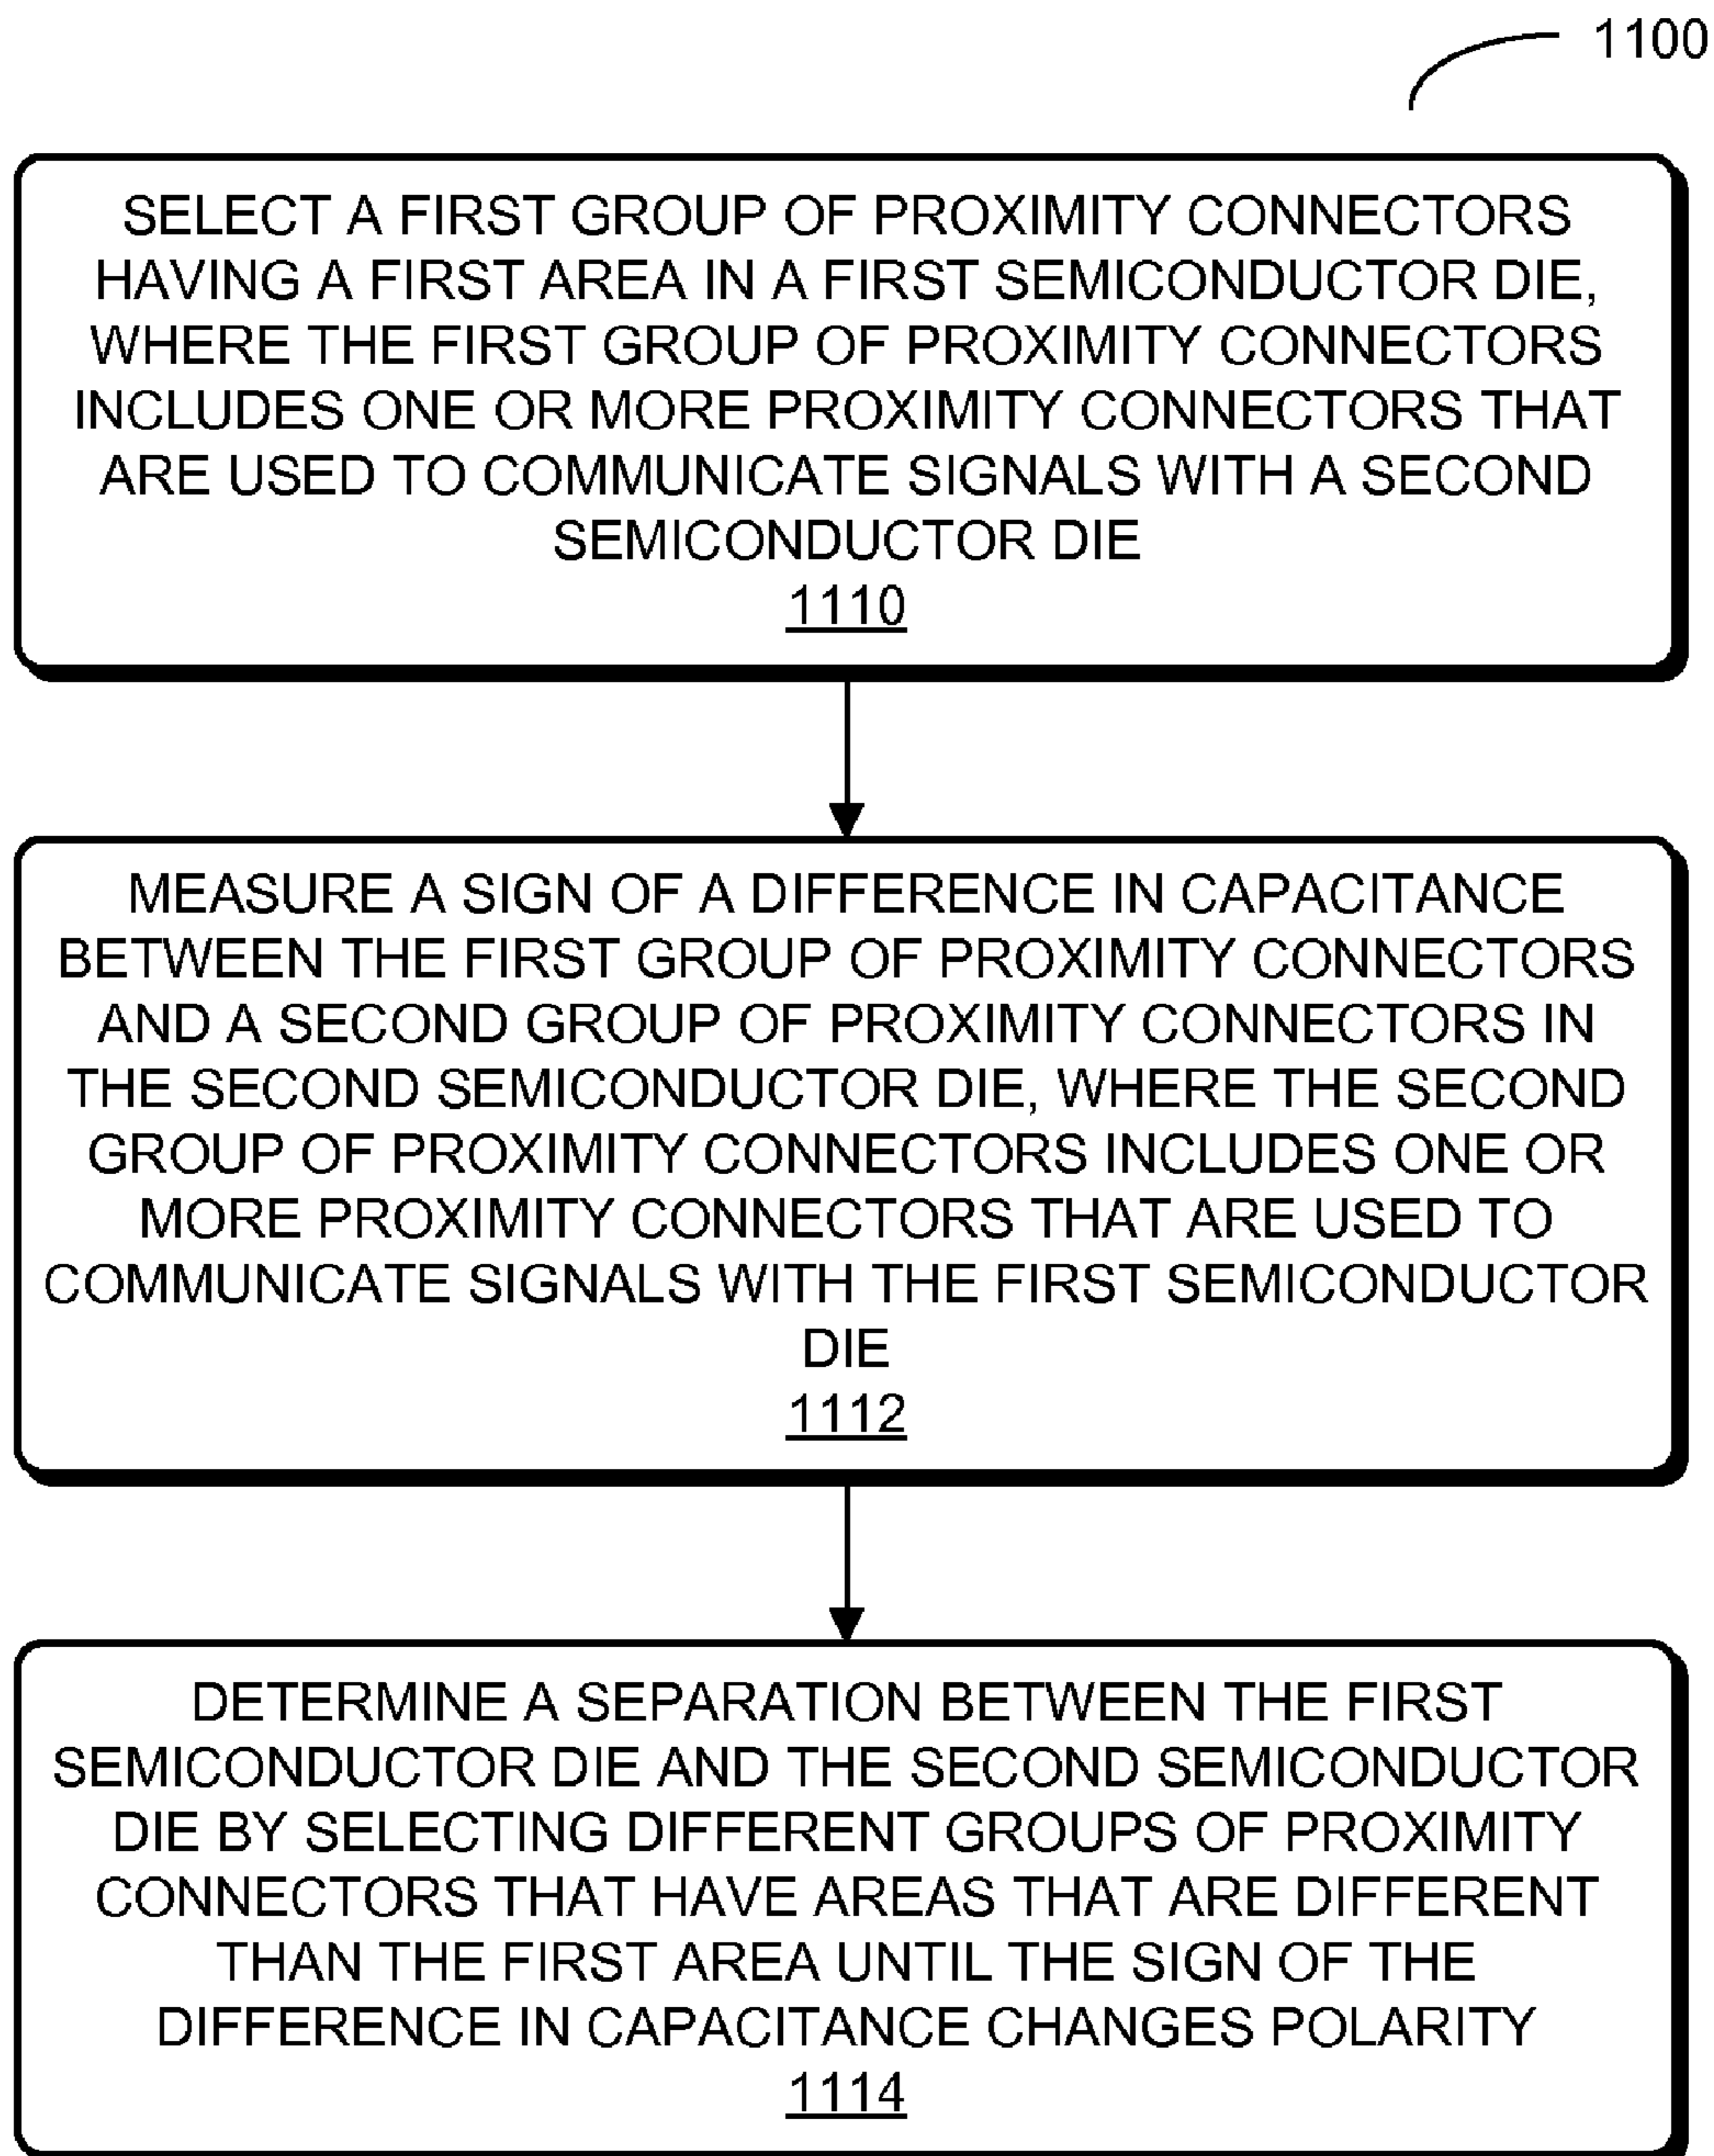 1100
SELECT A FIRST GROUP OF PROXIMITY CONNECTORS
HAVING A FIRST AREA IN A FIRST SEMICONDUCTOR DIE,
WHERE THE FIRST GROUP OF PROXIMITY CONNECTORS
INCLUDES ONE OR MORE PROXIMITY CONNECTORS THAT
ARE USED TO COMMUNICATE SIGNALS WITH A SECOND
SEMICONDUCTOR DIE
1110
MEASURE A SIGN OF A DIFFERENCE IN CAPACITANCE
BETWEEN THE FIRST GROUP OF PROXIMITY CONNECTORS
AND A SECOND GROUP OF PROXIMITY CONNECTORS IN
THE SECOND SEMICONDUCTOR DIE, WHERE THE SECOND
GROUP OF PROXIMITY CONNECTORS INCLUDES ONE OR
MORE PROXIMITY CONNECTORS THAT ARE USED TO
COMMUNICATE SIGNALS WITH THE FIRST SEMICONDUCTOR
DIE
1112
DETERMINE A SEPARATION BETWEEN THE FIRST
SEMICONDUCTOR DIE AND THE SECOND SEMICONDUCTOR
DIE BY SELECTING DIFFERENT GROUPS OF PROXIMITY
CONNECTORS THAT HAVE AREAS THAT ARE DIFFERENT
THAN THE FIRST AREA UNTIL THE SIGN OF THE
DIFFERENCE IN CAPACITANCE CHANGES POLARITY
1114